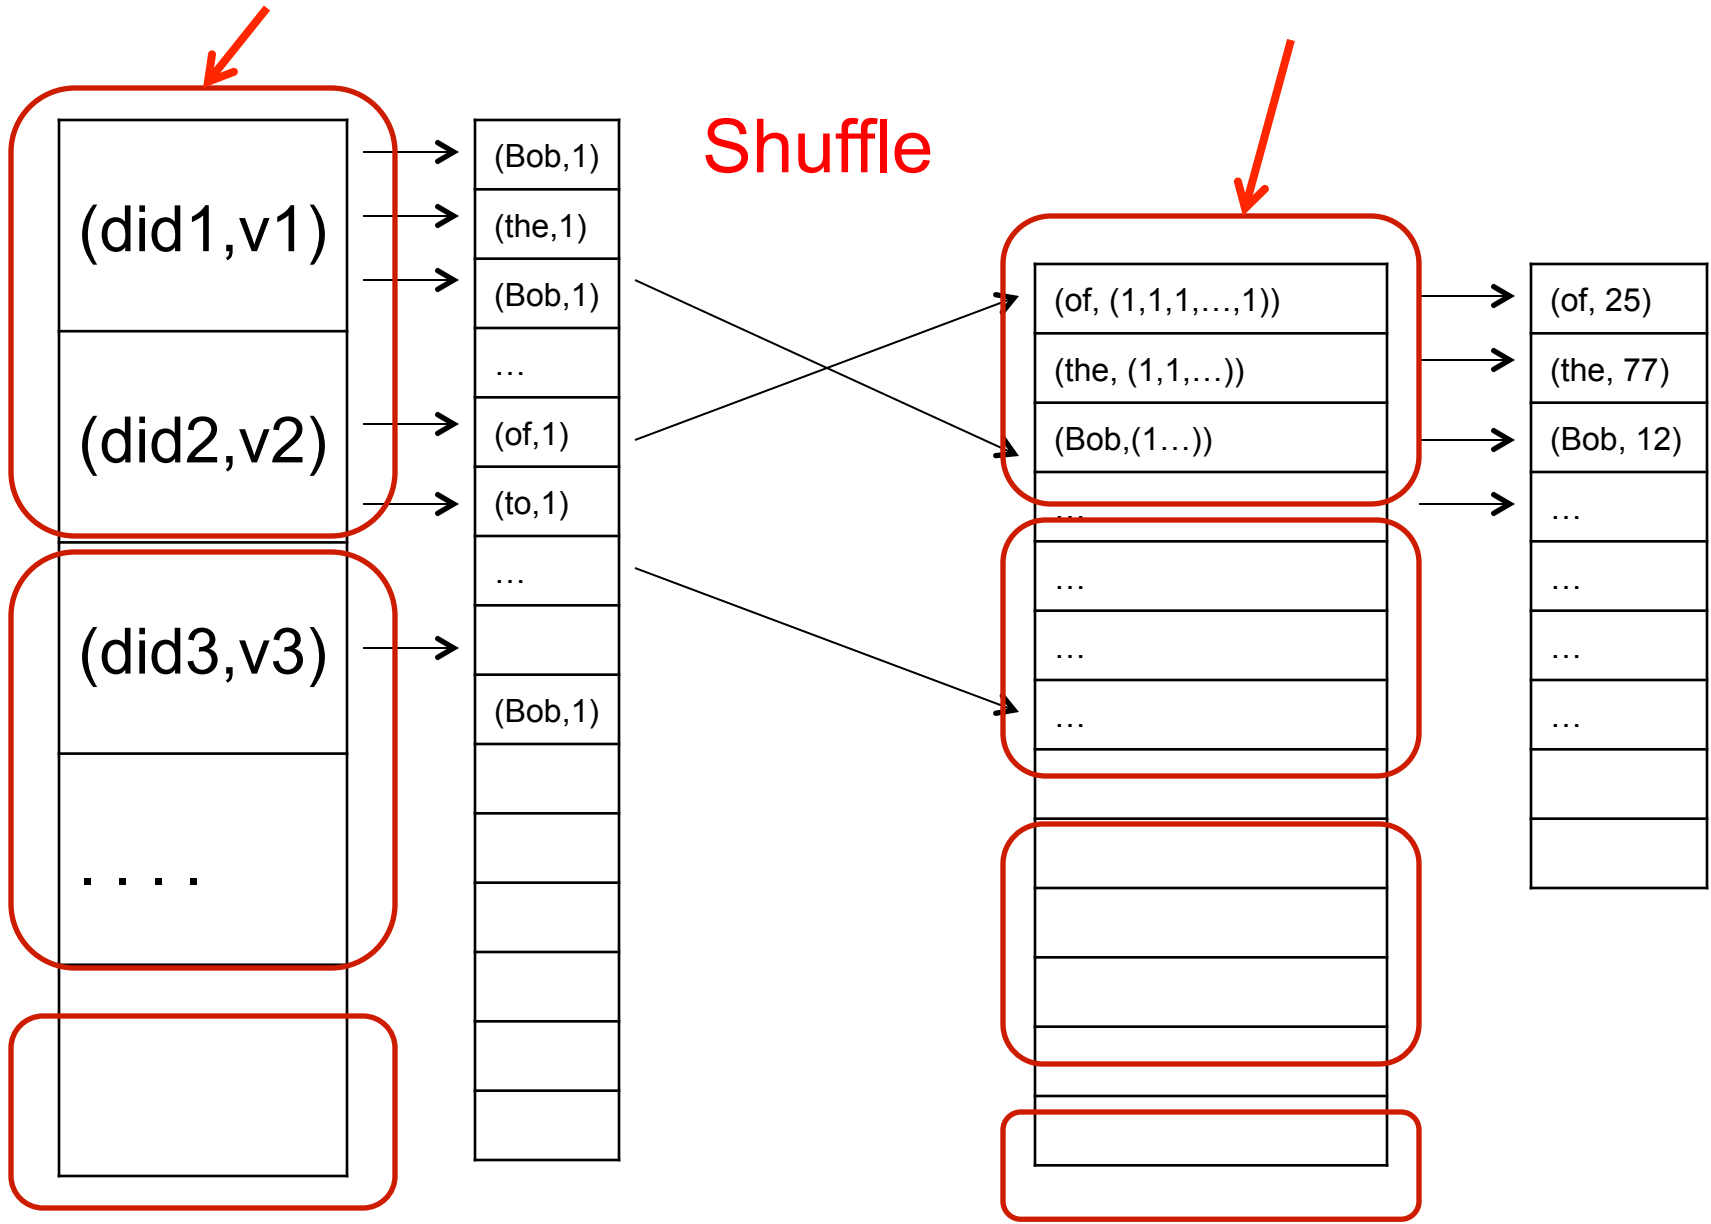 Shuffle
(did1,v1)
(did2,v2)
(did3,v3)
. . . .
(Bob,1)
(the,1)
(Bob,1)
…
(of,1)
(to,1)
…
(Bob,1)
(of, (1,1,1,…,1))
(the, (1,1,…))
(Bob,(1…))
…
…
…
…
(of, 25)
(the, 77)
(Bob, 12)
…
…
…
…